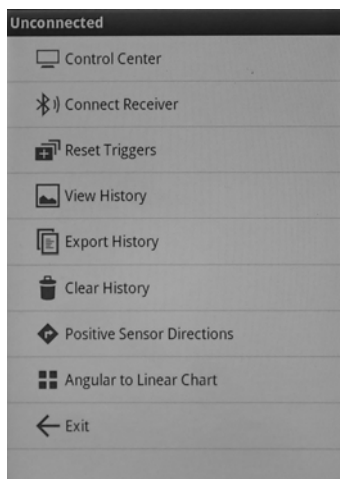 Unconnected
Control Center
Connect Receiver
Reset Triggers
View History
Export History
Clear History
Positive Sensor Directions
Angular to Linear Chart
Exit